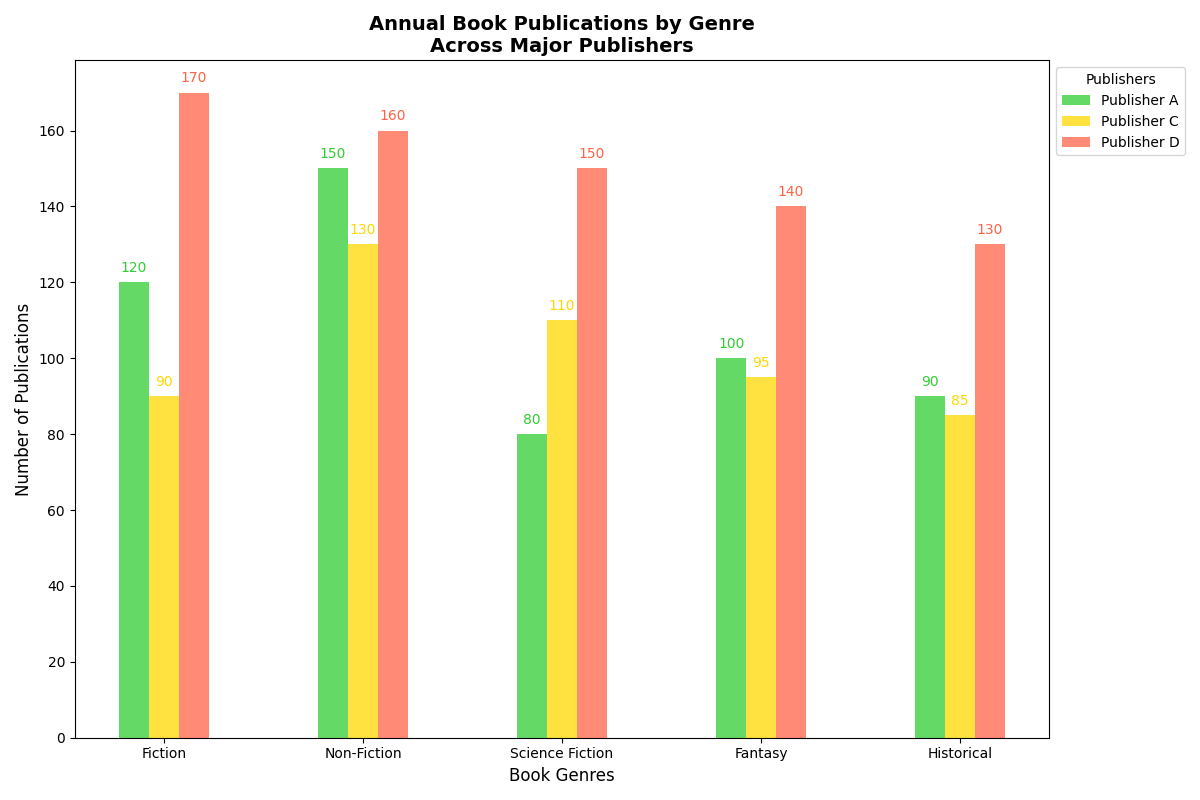 Annual Book Publications by Genre
Across Major Publishers
Publishers
Publisher A
Publisher C
Publisher D
Number of Publications
160
140
120
100
80
60
40
20
0
120
90
170
150
130
160
80
110
150
100
95
140
90
85
130
Fiction
Non-Fiction
Science Fiction
Fantasy
Historical
Book Genres